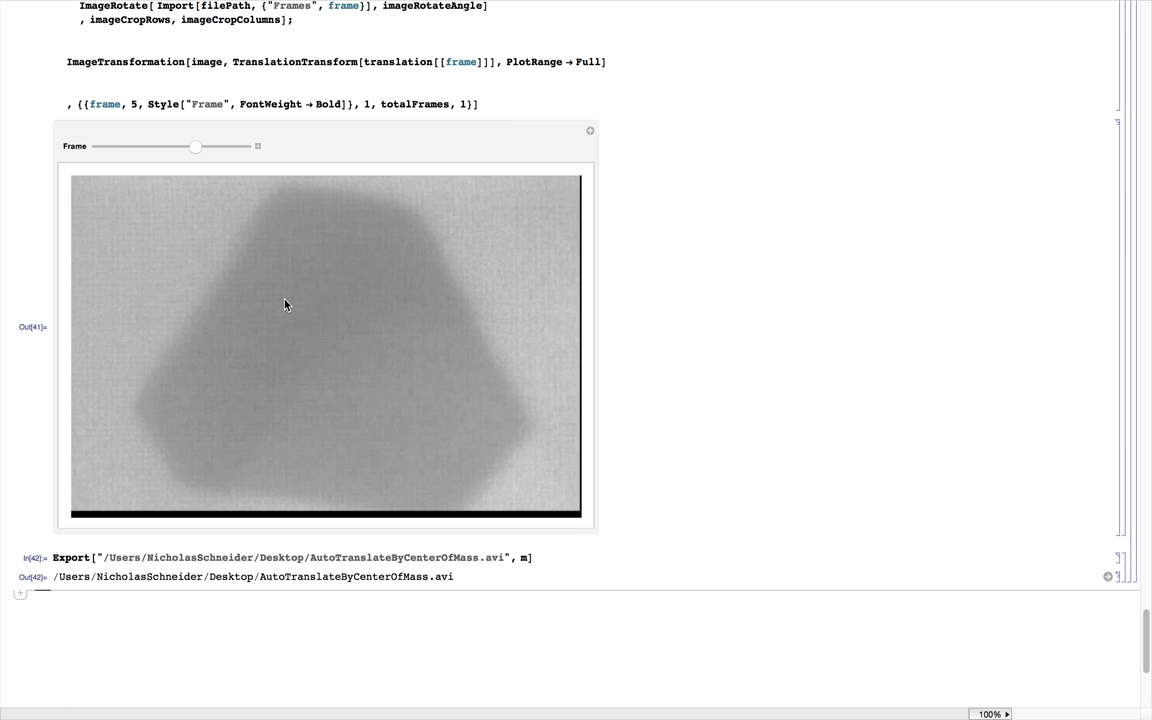 ImageRotate[ Import[filePath, {"Frames", frame}], imageRotateAngle]
, imageCropRows, imageCropColumns];
ImageTransformation[image, TranslationTransform[translation[[frame]]], PlotRange → Full]
, {{frame, 5, Style["Frame", FontWeight → Bold]}, 1, totalFrames, 1}]
Frame
Out[41]=
In[42]:= Export["/Users/NicholasSchneider/Desktop/AutoTranslateByCenterOfMass.avi", m]
Out[42]= /Users/NicholasSchneider/Desktop/AutoTranslateByCenterOfMass.avi
100%